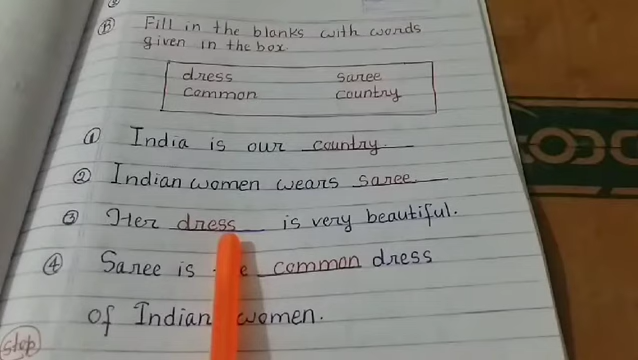 B Fill in the blanks with words
given in the box.
dress saree
common country
1 India is our country.
2 Indian women wears saree
3 Her dress is very beautiful.
4 Saree is common dress
of Indian women.
stop